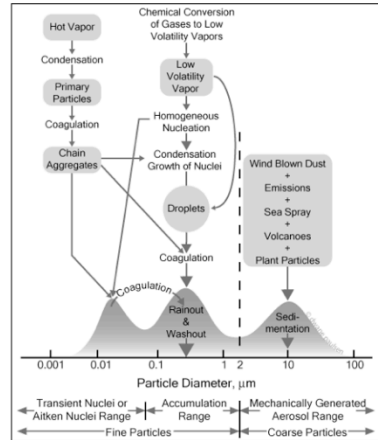 Hot Vapor
Condensation
Primary
Particles
Coagulation
Chain
Aggregates
Chemical Conversion
of Gases to Low
Volatility Vapors
Low
Volatility
Vapor
Homogeneous
Nucleation
Condensation
Growth of Nuclei
Droplets
Coagulation
Wind Blown Dust
+
Emissions
+
Sea Spray
+
Volcanoes
+
Plant Particles
Coagulation
Rainout
&
Washout
Sedi-
mentation
0.001 0.01 0.1 1 2 10 100
Particle Diameter, μm
Transient Nuclei or
Aitken Nuclei Range
Accumulation
Range
Mechanically Generated
Aerosol Range
Fine Particles
Coarse Particles